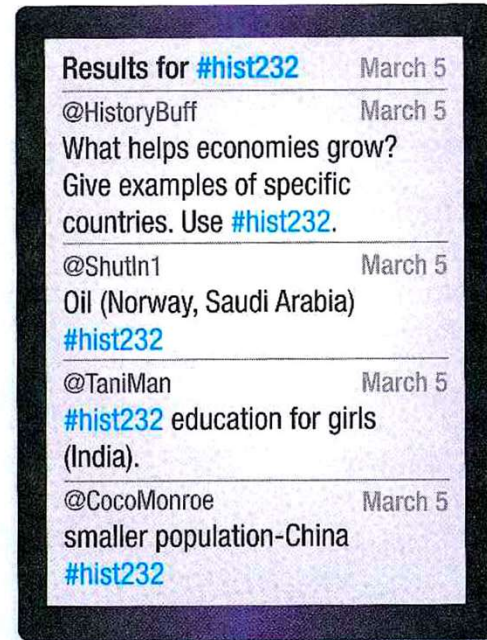 Results for #hist232 March 5
@HistoryBuff March 5
What helps economies grow?
Give examples of specific
countries. Use #hist232.
@ShutIn1 March 5
Oil (Norway, Saudi Arabia)
#hist232
@TaniMan March 5
#hist232 education for girls
(India).
@CocoMonroe March 5
smaller population-China
#hist232